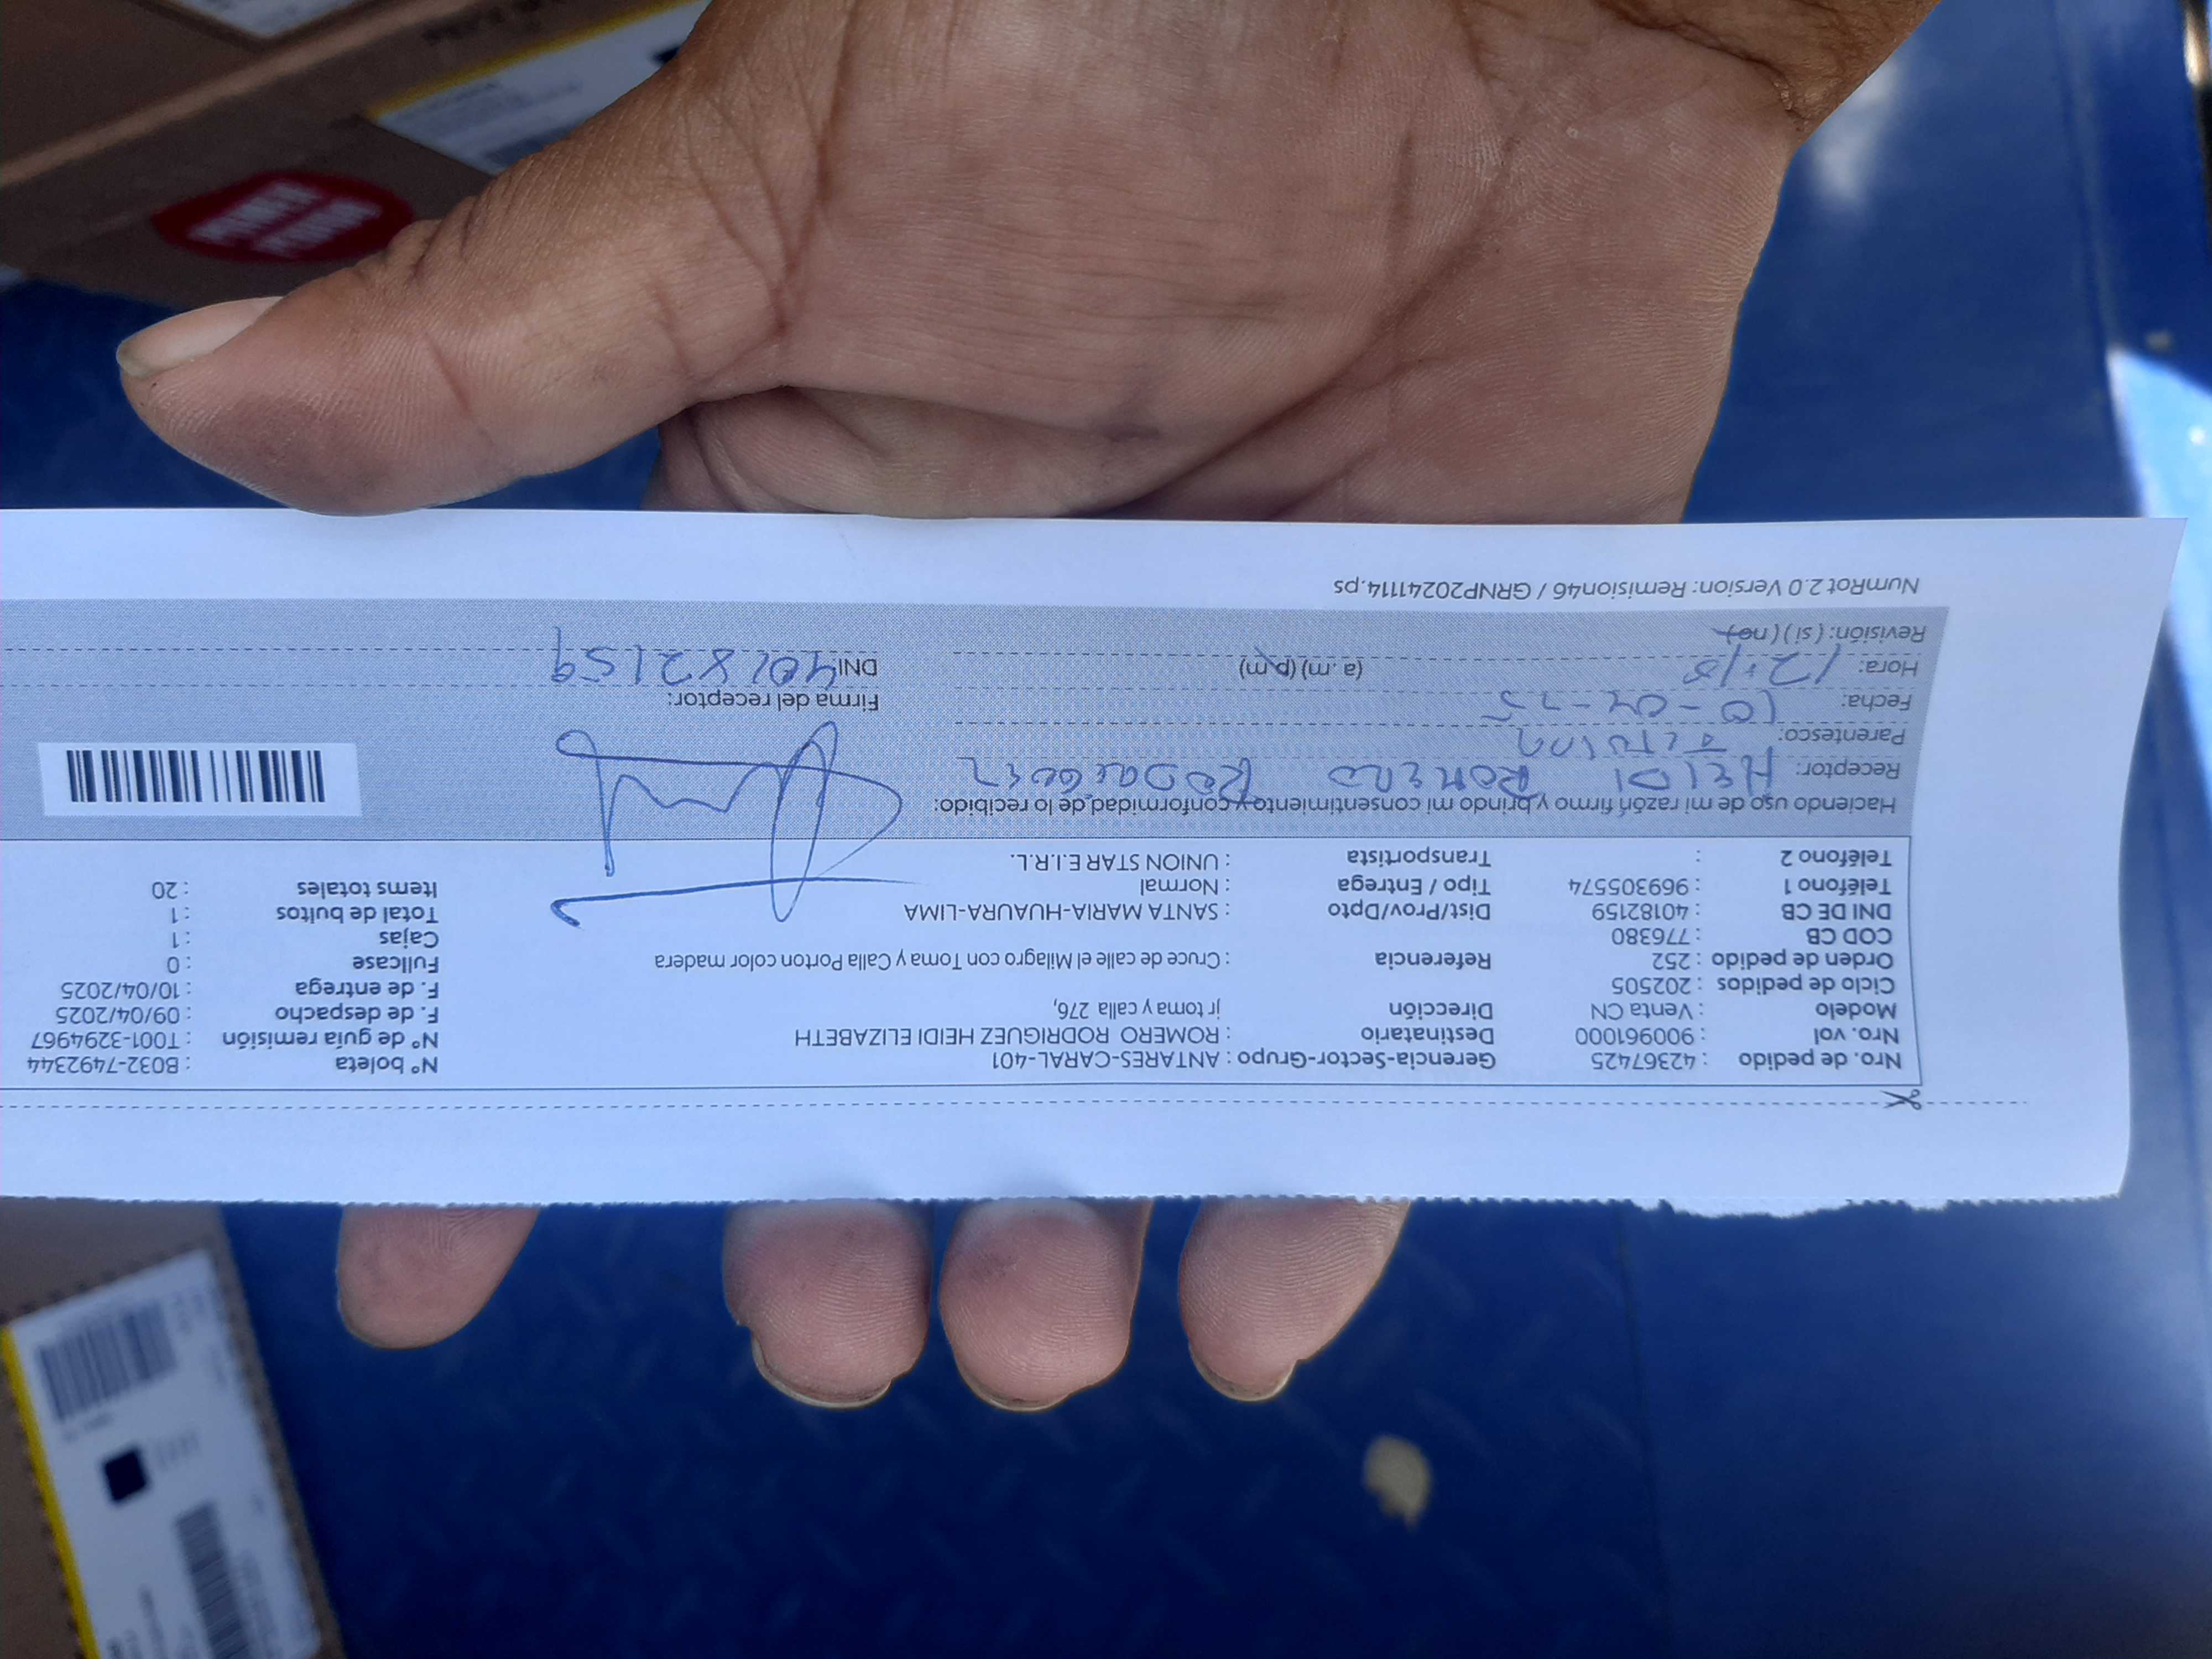 Nro. de pedido : 42367425 Gerencia-Sector-Grupo : ANTARES-CARAL-401 N° boleta : B032-7492344
Nro. vol : 900961000 Destinatario : ROMERO RODRIGUEZ HEIDI ELIZABETH N° de guía remisión : T001-3294967
Modelo : Venta CN Dirección jr toma y calla 276, F. de despacho : 09/04/2025
Ciclo de pedidos : 202505 F. de entrega : 10/04/2025
Orden de pedido : 252 Referencia : Cruce de calle el Milagro con Toma y Calla Porton color madera Fullcase : 0
COD CB : 776380 Cajas : 1
DNI DE CB : 40182159 Dist/Prov/Dpto : SANTA MARIA-HUAURA-LIMA Total de bultos : 1
Teléfono 1 : 969305574 Tipo / Entrega : Normal Items totales : 20
Teléfono 2 : Transportista : UNION STAR E.I.R.L.
Haciendo uso de mi razón firmo y brindo mi consentimiento y conformidad de lo recibido:
Receptor: HEIDI ROMERO RODRIGUEZ
Parentesco:
Fecha: 10-04-25 Firma del receptor:
Hora: 12:18 (a. m) (p.m) DNI 40182159
Revisión: (si) (no)
NumRot 2.0 Version: Remision46 / GRNP20241114.ps